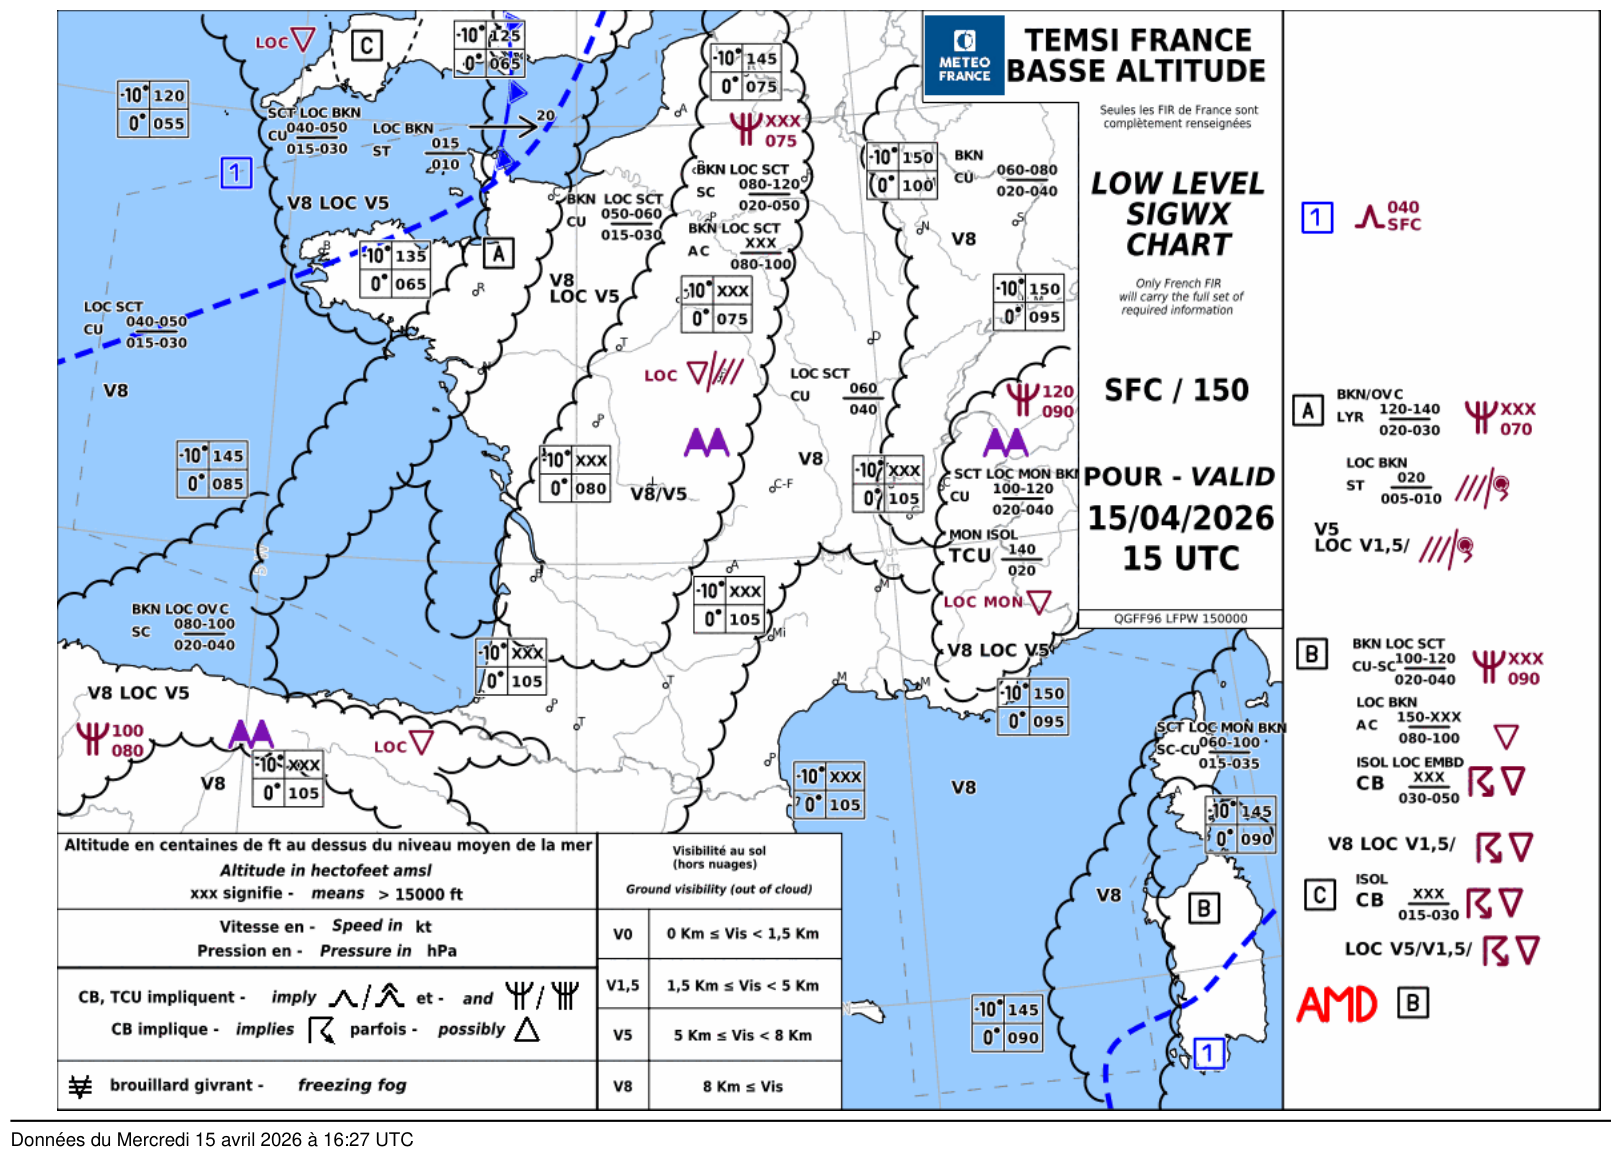 LOC
C
-10° 125
0° 065
-10° 145
0° 075
-10° 120
0° 055
METEO
FRANCE
TEMSI FRANCE
BASSE ALTITUDE
Seules les FIR de France sont
complètement renseignées
LOW LEVEL
SIGWX
CHART
Only French FIR
will carry the full set of
required information
SFC / 150
POUR - VALID
15/04/2026
15 UTC
QGFF96 LFPW 150000
SCT LOC BKN
CU 040-050
015-030
LOC BKN
ST 015
010
20
1
V8 LOC V5
XXX
075
BKN LOC SCT
SC 080-120
020-050
BKN LOC SCT
AC XXX
080-100
BKN LOC SCT
CU 050-060
015-030
-10° 150
0° 100
BKN
CU 060-080
020-040
V8
A
-10° 135
0° 065
V8
LOC V5
-10° XXX
0° 075
-10° 150
0° 095
LOC SCT
CU 040-050
015-030
V8
LOC
LOC SCT
CU 060
040
120
090
-10° 145
0° 085
-10° XXX
0° 080
V8/V5
V8
-10° XXX
0° 105
SCT LOC MON BKN
CU 100-120
020-040
MON ISOL
TCU 140
020
LOC MON
V8 LOC V5
-10° XXX
0° 105
BKN LOC OVC
SC 080-100
020-040
-10° XXX
0° 105
V8 LOC V5
100
080
LOC
-10° XXX
0° 105
V8
-10° 150
0° 095
SCT LOC MON BKN
SC-CU 060-100
015-035
V8
-10° XXX
0° 105
-10° 145
0° 090
V8
B
-10° 145
0° 090
1
1
040
SFC
A
BKN/OVC
LYR 120-140
020-030
XXX
070
LOC BKN
ST 020
005-010
V5
LOC V1,5/
B
BKN LOC SCT
CU-SC 100-120
020-040
XXX
090
LOC BKN
AC 150-XXX
080-100
ISOL LOC EMBD
CB XXX
030-050
V8 LOC V1,5/
C
ISOL
CB XXX
015-030
LOC V5/V1,5/
AMD B
Altitude en centaines de ft au dessus du niveau moyen de la mer
Altitude in hectofeet amsl
xxx signifie - means > 15000 ft
Vitesse en - Speed in kt
Pression en - Pressure in hPa
CB, TCU impliquent - imply / et - and /
CB implique - implies parfois - possibly
brouillard givrant - freezing fog
Visibilité au sol
(hors nuages)
Ground visibility (out of cloud)
V0 0 Km ≤ Vis < 1,5 Km
V1,5 1,5 Km ≤ Vis < 5 Km
V5 5 Km ≤ Vis < 8 Km
V8 8 Km ≤ Vis
Données du Mercredi 15 avril 2026 à 16:27 UTC